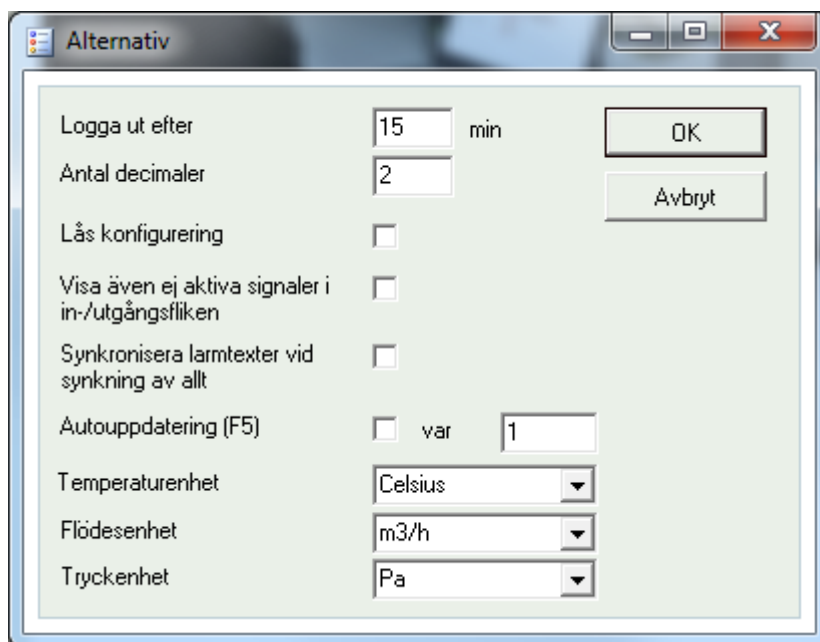 Alternativ
Logga ut efter 15 min OK
Antal decimaler 2
Avbryt
Lås konfigurering
Visa även ej aktiva signaler i
in-/utgångsfliken
Synkronisera larmtexter vid
synkning av allt
Autouppdatering (F5) var 1
Temperaturenhet Celsius
Flödesenhet m3/h
Tryckenhet Pa